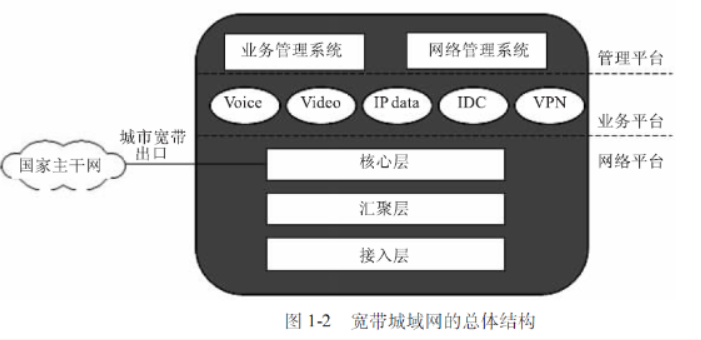 业务管理系统
网络管理系统
管理平台
Voice
Video
IP data
IDC
VPN
业务平台
城市宽带
出口
国家主干网
核心层
网络平台
汇聚层
接入层
图 1-2 宽带城域网的总体结构